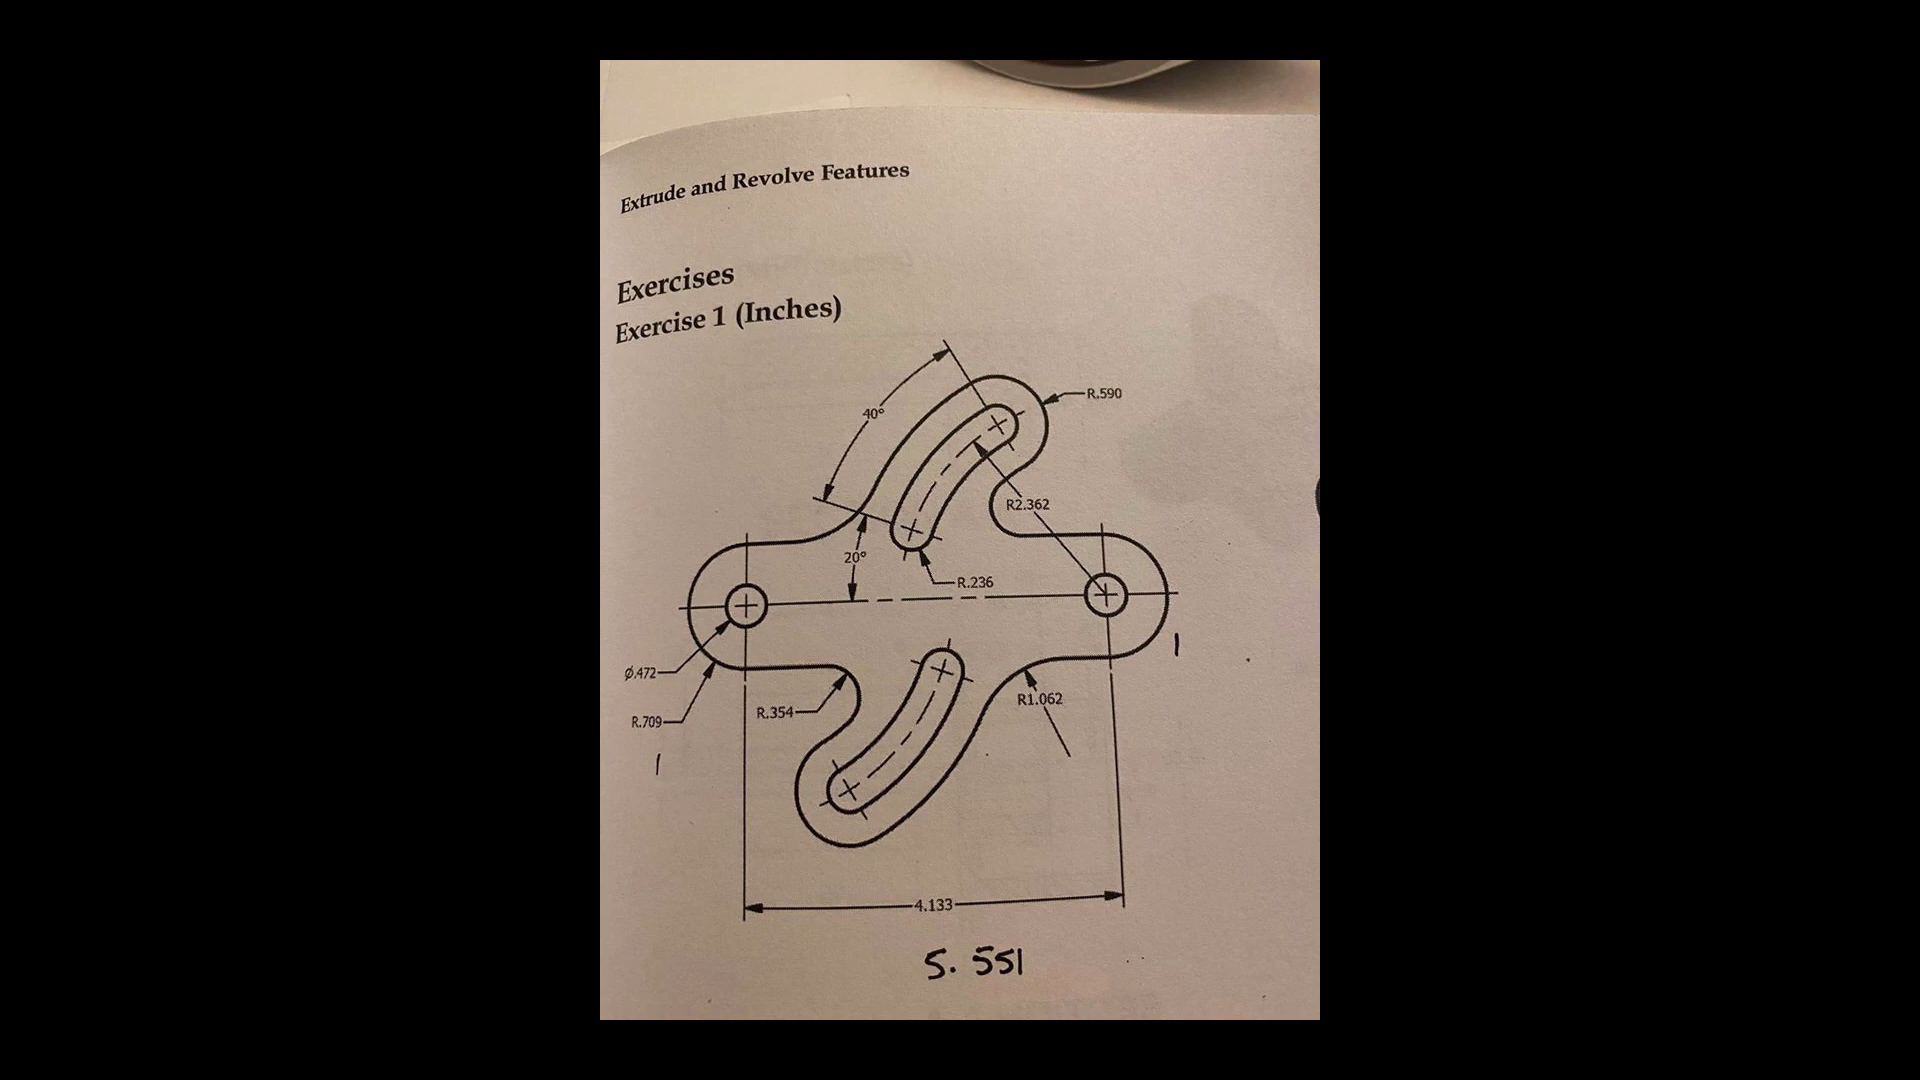 Extrude and Revolve Features
Exercises
Exercise 1 (Inches)
40°
R.590
R2.362
20°
R.236
Ø.472
R.709
R.354
R1.062
4.133
5.551